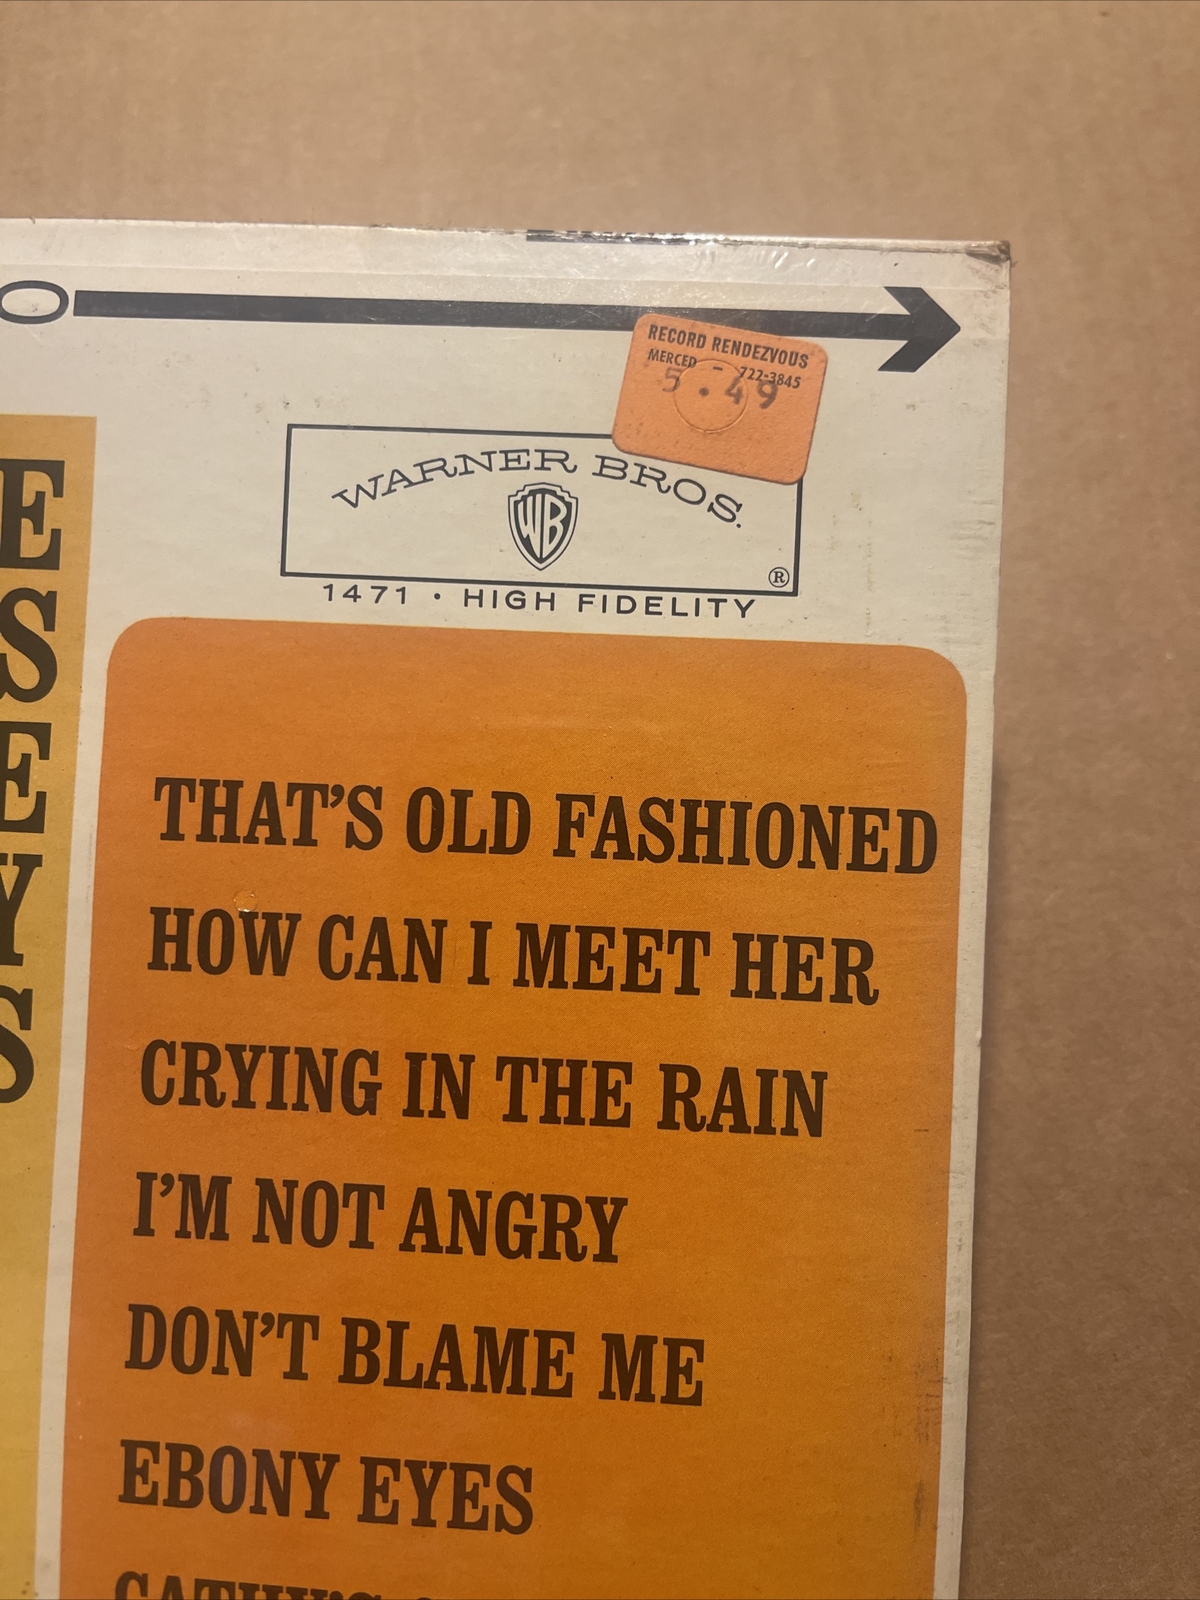 O
RECORD RENDEZVOUS
MERCED - 722-3845
5.49
WARNER BROS.
WB
®
1471 • HIGH FIDELITY
E
S
E
Y
S
THAT'S OLD FASHIONED
HOW CAN I MEET HER
CRYING IN THE RAIN
I'M NOT ANGRY
DON'T BLAME ME
EBONY EYES
CATHY'S